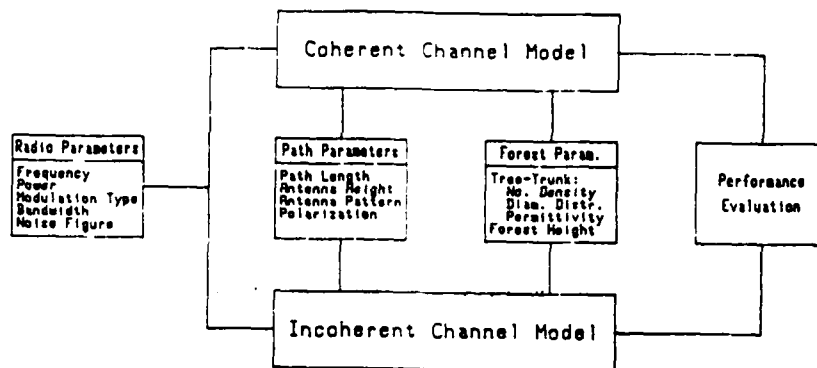 Coherent Channel Model
Radio Parameters
Frequency
Power
Modulation Type
Bandwidth
Noise Figure
Path Parameters
Path Length
Antenna Height
Antenna Pattern
Polarization
Forest Param.
Tree-Trunk:
No. Density
Diam. Distr.
Permittivity
Forest Height
Performance
Evaluation
Incoherent Channel Model